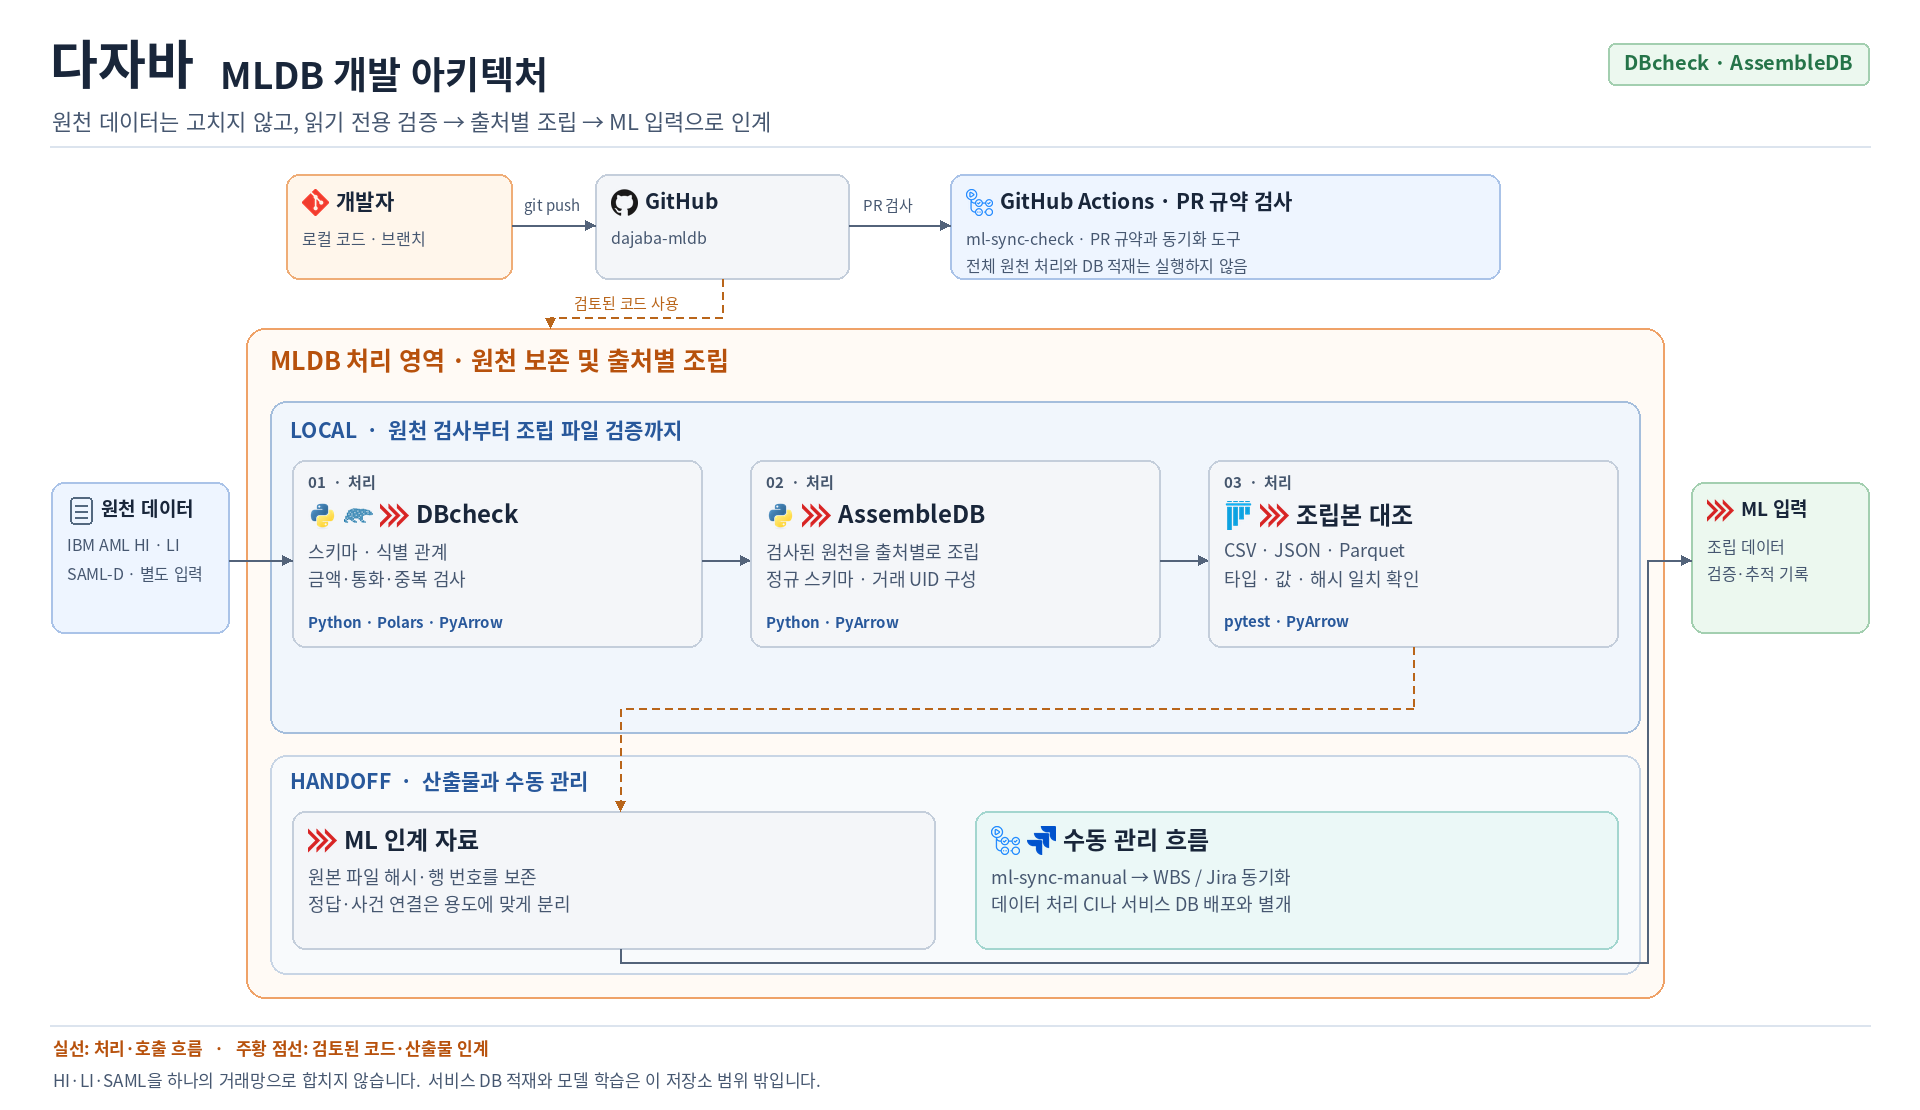 다자바 MLDB 개발 아키텍처
DBcheck · AssembleDB
원천 데이터는 고치지 않고, 읽기 전용 검증 → 출처별 조립 → ML 입력으로 인계
개발자
로컬 코드 · 브랜치
git push
GitHub
dajaba-mldb
PR 검사
GitHub Actions · PR 규약 검사
ml-sync-check · PR 규약과 동기화 도구
전체 원천 처리와 DB 적재는 실행하지 않음
검토된 코드 사용
MLDB 처리 영역 · 원천 보존 및 출처별 조립
LOCAL · 원천 검사부터 조립 파일 검증까지
원천 데이터
IBM AML HI · LI
SAML-D · 별도 입력
01 · 처리
DBcheck
스키마 · 식별 관계
금액·통화·중복 검사
Python · Polars · PyArrow
02 · 처리
AssembleDB
검사된 원천을 출처별로 조립
정규 스키마 · 거래 UID 구성
Python · PyArrow
03 · 처리
조립본 대조
CSV · JSON · Parquet
타입 · 값 · 해시 일치 확인
pytest · PyArrow
ML 입력
조립 데이터
검증·추적 기록
HANDOFF · 산출물과 수동 관리
ML 인계 자료
원본 파일 해시·행 번호를 보존
정답·사건 연결은 용도에 맞게 분리
수동 관리 흐름
ml-sync-manual → WBS / Jira 동기화
데이터 처리 CI나 서비스 DB 배포와 별개
실선: 처리·호출 흐름 · 주황 점선: 검토된 코드·산출물 인계
HI·LI·SAML을 하나의 거래망으로 합치지 않습니다. 서비스 DB 적재와 모델 학습은 이 저장소 범위 밖입니다.